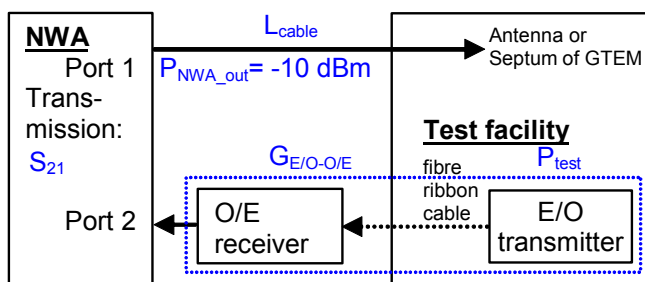 NWA
Port 1
Trans-
mission:
S21
Port 2
Lcable
PNWA_out= -10 dBm
Antenna or
Septum of GTEM
Test facility
GE/O-O/E
fibre
ribbon
cable
Ptest
O/E
receiver
E/O
transmitter